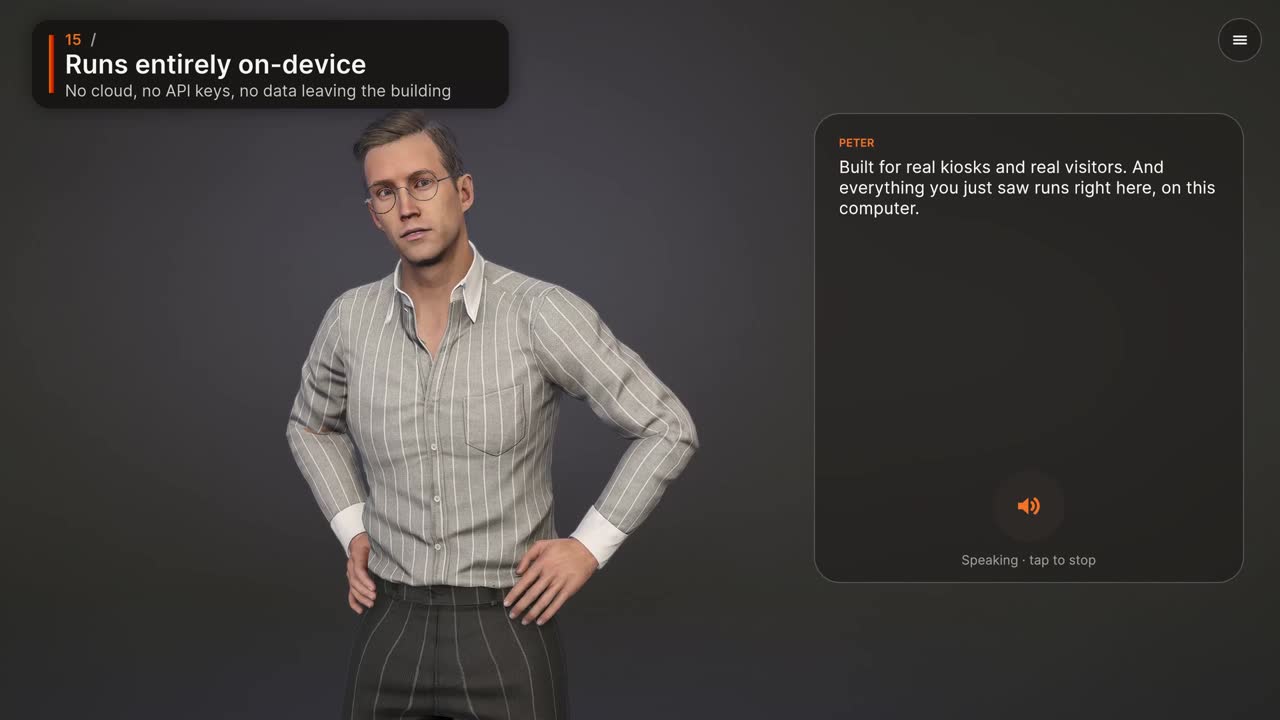 15 /
Runs entirely on-device
No cloud, no API keys, no data leaving the building
PETER
Built for real kiosks and real visitors. And
everything you just saw runs right here, on this
computer.
Speaking · tap to stop